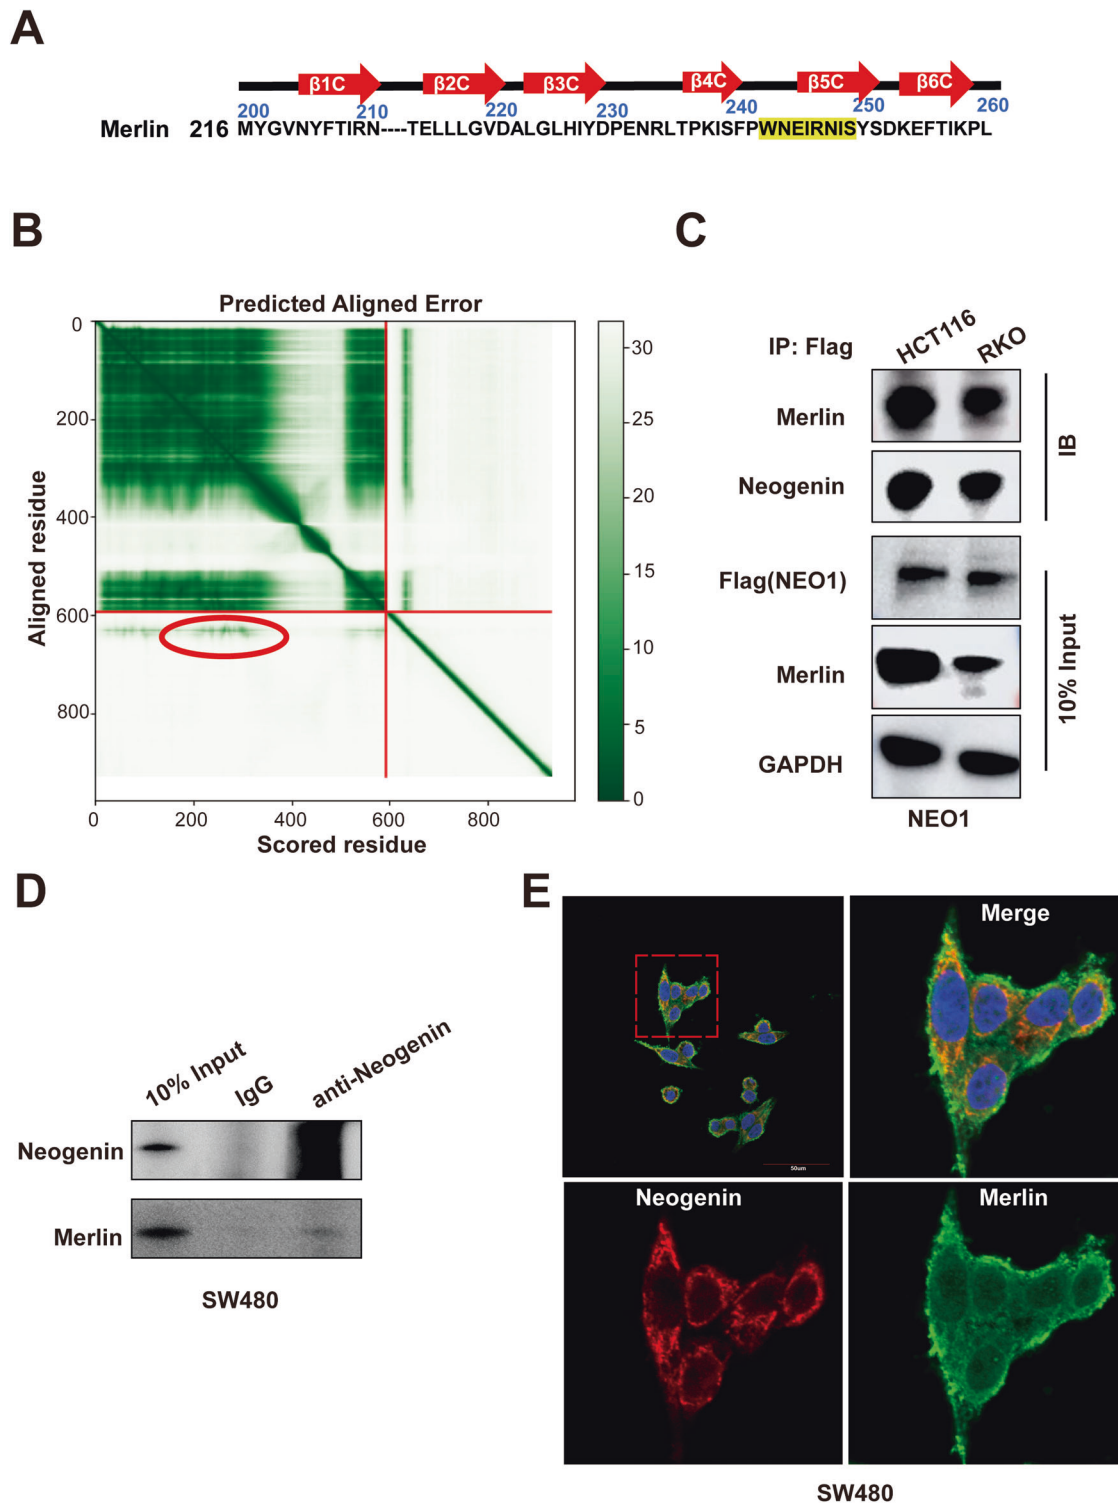 A
β1C β2C β3C β4C β5C β6C
200 210 220 230 240 250 260
Merlin 216 MYGVNYFTIRN----TELLLGVDALGLHIYDPENRLTPKISFPWNEIRNISYSDKEFTIKPL
B
Predicted Aligned Error
0
200
400
600
800
Aligned residue
0 200 400 600 800
Scored residue
30
25
20
15
10
5
0
C
IP: Flag HCT116 RKO
Merlin
Neogenin
IB
Flag(NEO1)
Merlin
GAPDH
10% Input
NEO1
D
10% Input IgG anti-Neogenin
Neogenin
Merlin
SW480
E
50um
Merge
Neogenin
Merlin
SW480